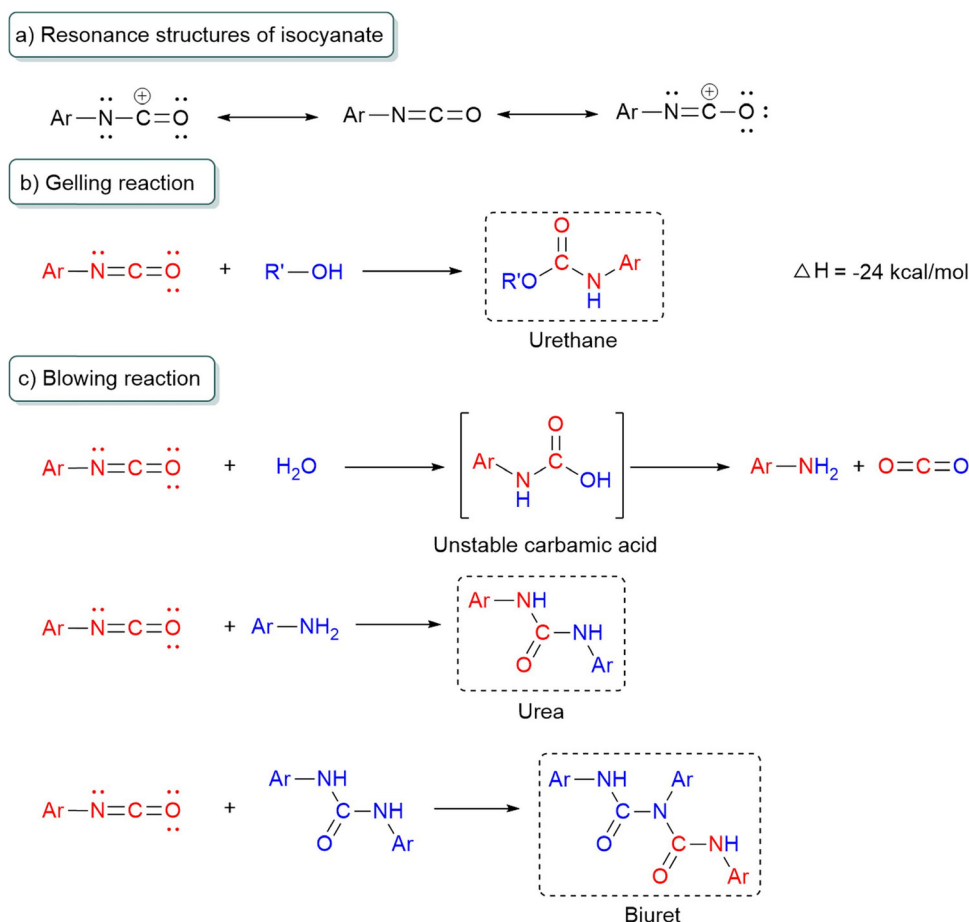 a) Resonance structures of isocyanate
Ar—N—C=O ⊕ Ar—N=C=O Ar—N=C—O ⊕
b) Gelling reaction
Ar—N=C=O + R'—OH O R'O C N H Ar △H = -24 kcal/mol
Urethane
c) Blowing reaction
Ar—N=C=O + H₂O Ar N H C O OH Ar—NH₂ + O=C=O
Unstable carbamic acid
Ar—N=C=O + Ar—NH₂ Ar—NH C O NH Ar
Urea
Ar—N=C=O + Ar—NH C O NH Ar Ar—NH C O N Ar C O NH Ar
Biuret